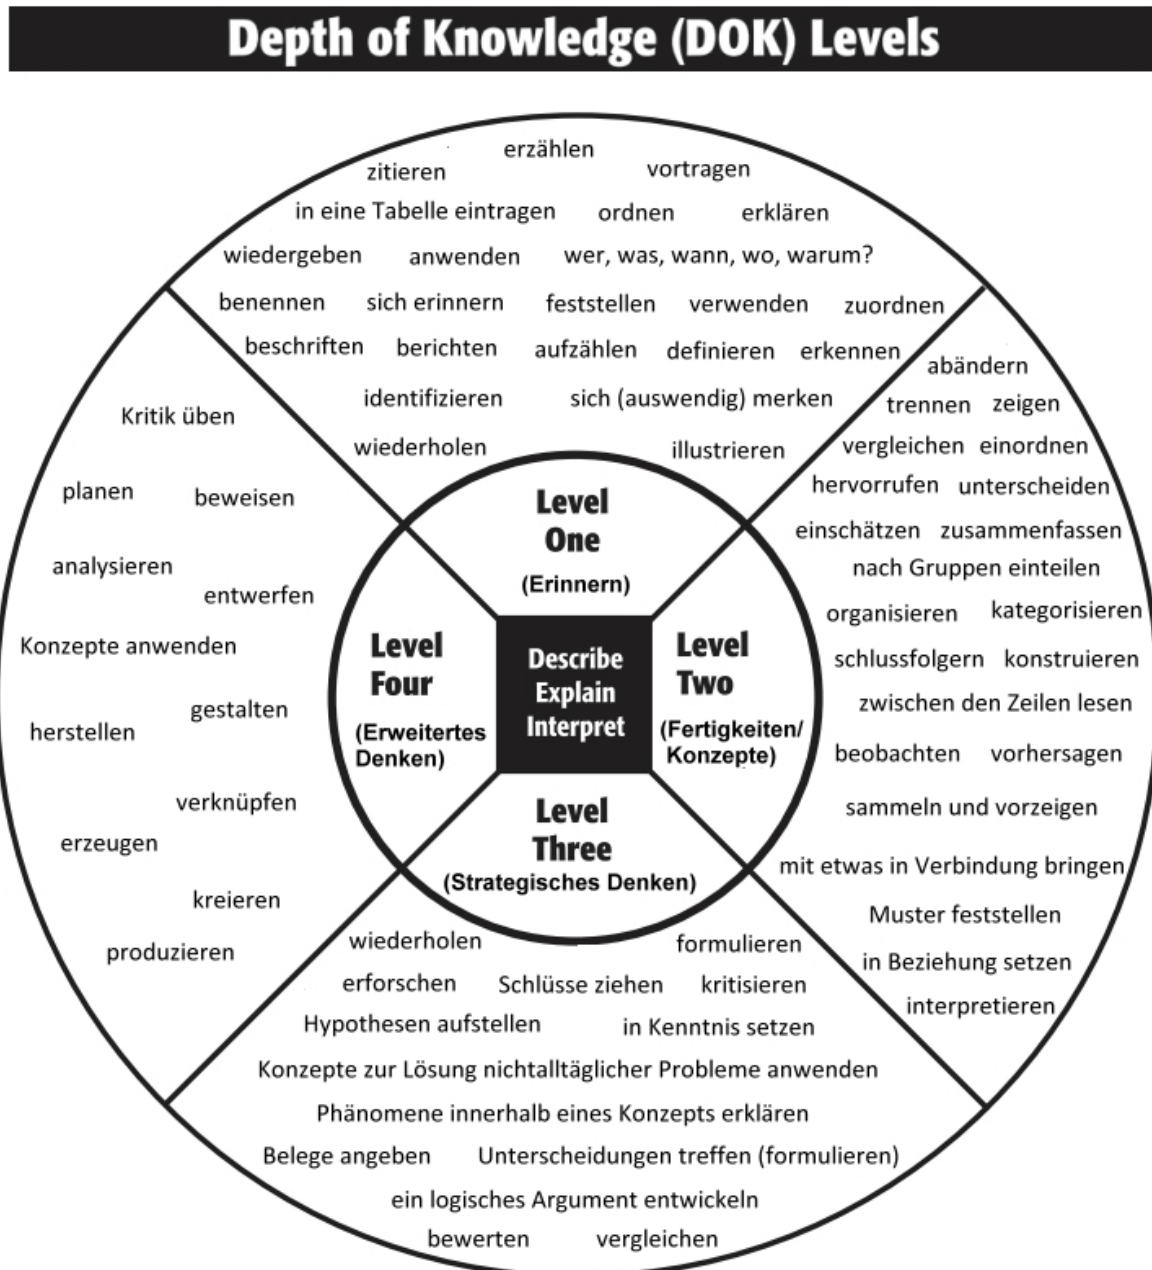 Depth of Knowledge (DOK) Levels
erzählen
zitieren vortragen
in eine Tabelle eintragen ordnen erklären
wiedergeben anwenden wer, was, wann, wo, warum?
benennen sich erinnern feststellen verwenden zuordnen
beschriften berichten aufzählen definieren erkennen
identifizieren sich (auswendig) merken
wiederholen illustrieren
Level
One
(Erinnern)
abändern
trennen zeigen
vergleichen einordnen
hervorrufen unterscheiden
einschätzen zusammenfassen
nach Gruppen einteilen
organisieren kategorisieren
schlussfolgern konstruieren
zwischen den Zeilen lesen
beobachten vorhersagen
sammeln und vorzeigen
mit etwas in Verbindung bringen
Muster feststellen
in Beziehung setzen
interpretieren
Level
Two
(Fertigkeiten/
Konzepte)
Describe
Explain
Interpret
Level
Three
(Strategisches Denken)
wiederholen formulieren
erforschen Schlüsse ziehen kritisieren
Hypothesen aufstellen in Kenntnis setzen
Konzepte zur Lösung nichtalltäglicher Probleme anwenden
Phänomene innerhalb eines Konzepts erklären
Belege angeben Unterscheidungen treffen (formulieren)
ein logisches Argument entwickeln
bewerten vergleichen
Level
Four
(Erweitertes
Denken)
Kritik üben
planen beweisen
analysieren
entwerfen
Konzepte anwenden
gestalten
herstellen
verknüpfen
erzeugen
kreieren
produzieren